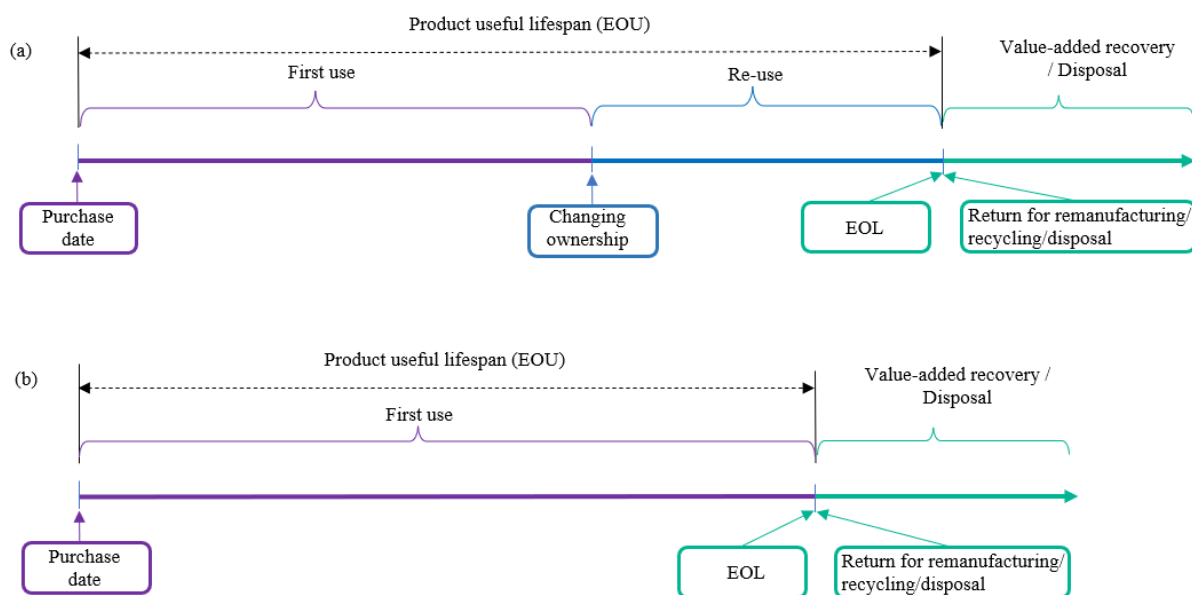 Product useful lifespan (EOU)
(a)
Value-added recovery
/ Disposal
First use
Re-use
Purchase
date
Changing
ownership
EOL
Return for remanufacturing/
recycling/disposal
Product useful lifespan (EOU)
(b)
Value-added recovery /
Disposal
First use
Purchase
date
EOL
Return for remanufacturing/
recycling/disposal